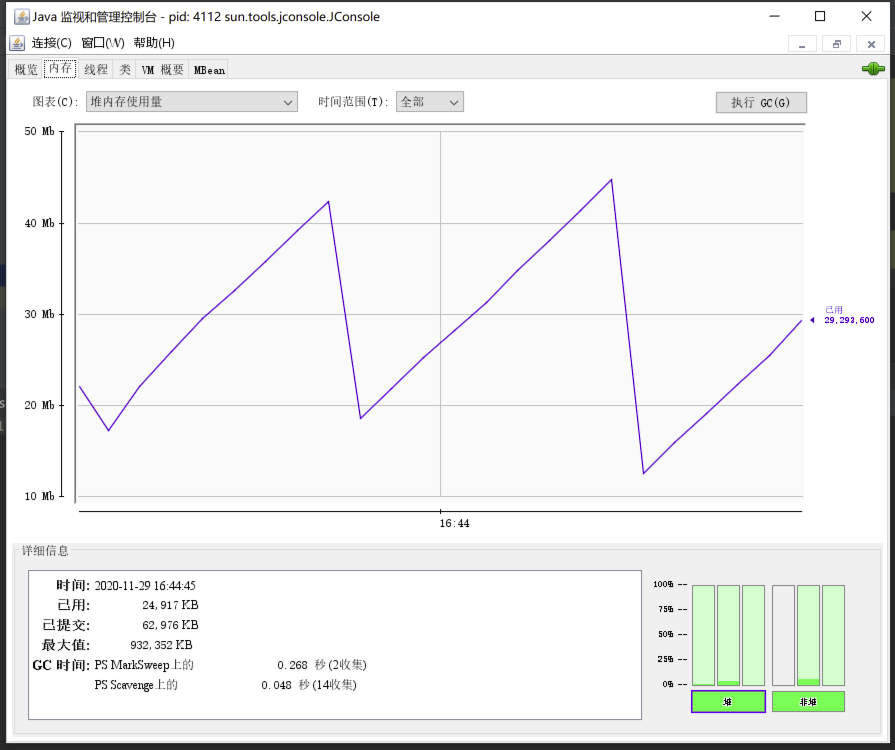 Java 监视和管理控制台 - pid: 4112 sun.tools.jconsole.JConsole
连接(C) 窗口(W) 帮助(H)
概览 内存 线程 类 VM 概要 MBean
图表(C): 堆内存使用量 时间范围(T): 全部 执行 GC(G)
50 Mb
40 Mb
30 Mb
已用
29,293,600
20 Mb
10 Mb
16:44
详细信息
时间: 2020-11-29 16:44:45
已用: 24,917 KB
已提交: 62,976 KB
最大值: 932,352 KB
GC 时间: PS MarkSweep上的 0.268 秒 (2收集)
PS Scavenge上的 0.048 秒 (14收集)
100% --
75% --
50% --
25% --
0% --
堆 非堆